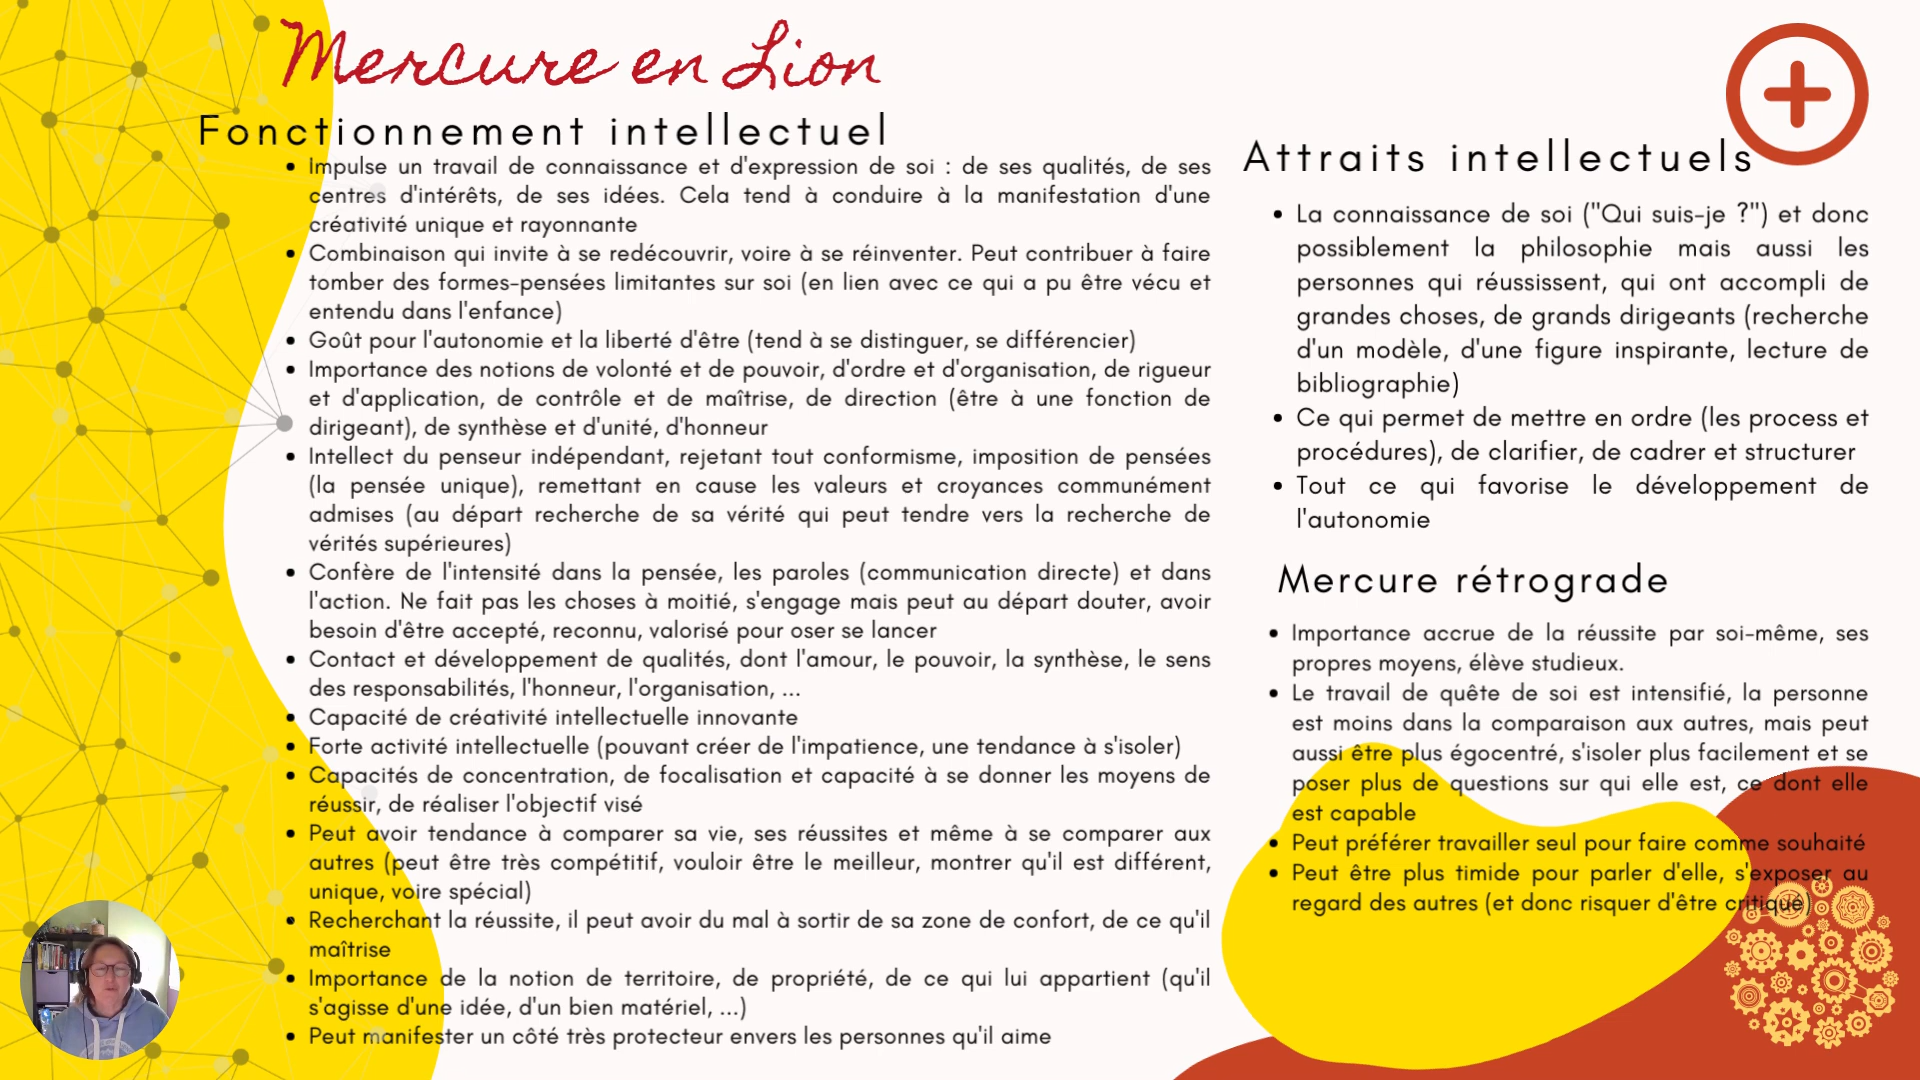 Mercure en Lion
Fonctionnement intellectuel
• Impulse un travail de connaissance et d'expression de soi : de ses qualités, de ses
centres d'intérêts, de ses idées. Cela tend à conduire à la manifestation d'une
créativité unique et rayonnante
• Combinaison qui invite à se redécouvrir, voire à se réinventer. Peut contribuer à faire
tomber des formes-pensées limitantes sur soi (en lien avec ce qui a pu être vécu et
entendu dans l'enfance)
• Goût pour l'autonomie et la liberté d'être (tend à se distinguer, se différencier)
• Importance des notions de volonté et de pouvoir, d'ordre et d'organisation, de rigueur
et d'application, de contrôle et de maîtrise, de direction (être à une fonction de
dirigeant), de synthèse et d'unité, d'honneur
• Intellect du penseur indépendant, rejetant tout conformisme, imposition de pensées
(la pensée unique), remettant en cause les valeurs et croyances communément
admises (au départ recherche de sa vérité qui peut tendre vers la recherche de
vérités supérieures)
• Confère de l'intensité dans la pensée, les paroles (communication directe) et dans
l'action. Ne fait pas les choses à moitié, s'engage mais peut au départ douter, avoir
besoin d'être accepté, reconnu, valorisé pour oser se lancer
• Contact et développement de qualités, dont l'amour, le pouvoir, la synthèse, le sens
des responsabilités, l'honneur, l'organisation, ...
• Capacité de créativité intellectuelle innovante
• Forte activité intellectuelle (pouvant créer de l'impatience, une tendance à s'isoler)
• Capacités de concentration, de focalisation et capacité à se donner les moyens de
réussir, de réaliser l'objectif visé
• Peut avoir tendance à comparer sa vie, ses réussites et même à se comparer aux
autres (peut être très compétitif, vouloir être le meilleur, montrer qu'il est différent,
unique, voire spécial)
• Recherchant la réussite, il peut avoir du mal à sortir de sa zone de confort, de ce qu'il
maîtrise
• Importance de la notion de territoire, de propriété, de ce qui lui appartient (qu'il
s'agisse d'une idée, d'un bien matériel, ...)
• Peut manifester un côté très protecteur envers les personnes qu'il aime
Attraits intellectuels
• La connaissance de soi ("Qui suis-je ?") et donc
possiblement la philosophie mais aussi les
personnes qui réussissent, qui ont accompli de
grandes choses, de grands dirigeants (recherche
d'un modèle, d'une figure inspirante, lecture de
bibliographie)
• Ce qui permet de mettre en ordre (les process et
procédures), de clarifier, de cadrer et structurer
• Tout ce qui favorise le développement de
l'autonomie
Mercure rétrograde
• Importance accrue de la réussite par soi-même, ses
propres moyens, élève studieux.
• Le travail de quête de soi est intensifié, la personne
est moins dans la comparaison aux autres, mais peut
aussi être plus égocentré, s'isoler plus facilement et se
poser plus de questions sur qui elle est, ce dont elle
est capable
• Peut préférer travailler seul pour faire comme souhaité
• Peut être plus timide pour parler d'elle, s'exposer au
regard des autres (et donc risquer d'être critiqué)